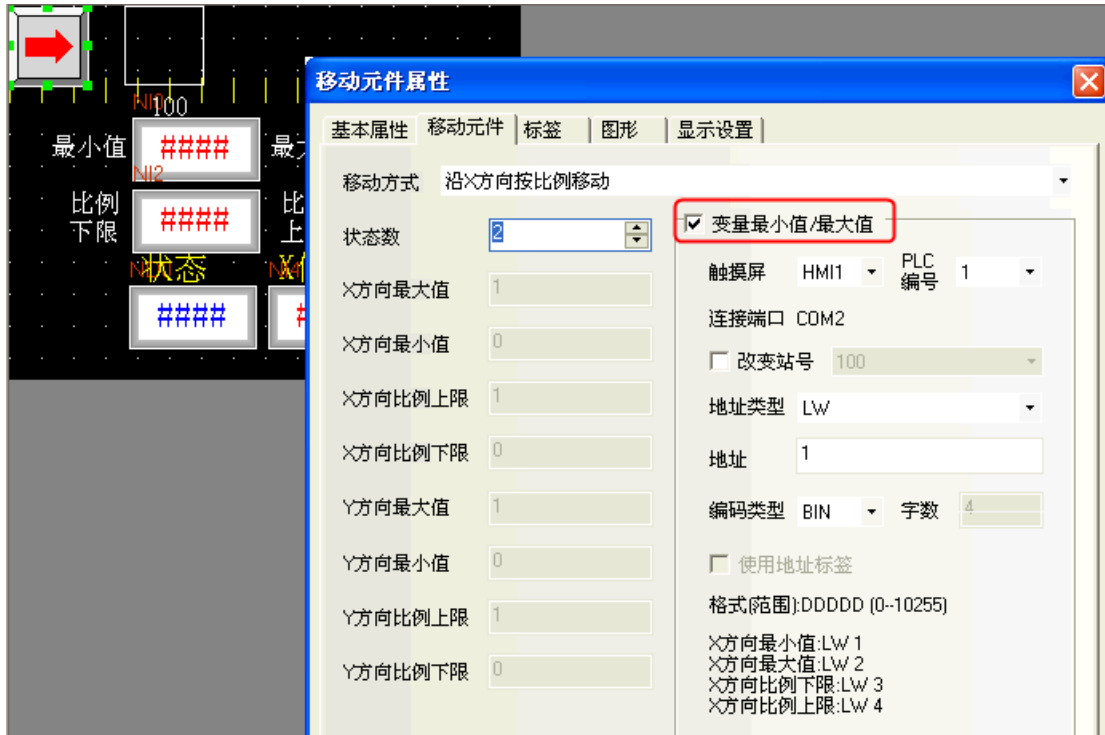 移动元件属性
基本属性 移动元件 标签 图形 显示设置
移动方式 沿X方向按比例移动
状态数 2
X方向最大值 1
X方向最小值 0
X方向比例上限 1
X方向比例下限 0
Y方向最大值 1
Y方向最小值 0
Y方向比例上限 1
Y方向比例下限 0
变量最小值/最大值
触摸屏 HMI1 PLC编号 1
连接端口 COM2
改变站号 100
地址类型 LW
地址 1
编码类型 BIN 字数 4
使用地址标签
格式(范围):DDDDD (0--10255)
X方向最小值:LW 1
X方向最大值:LW 2
X方向比例下限:LW 3
X方向比例上限:LW 4
NI0
100
最小值 ####
NI2
比例
下限 ####
状态
####